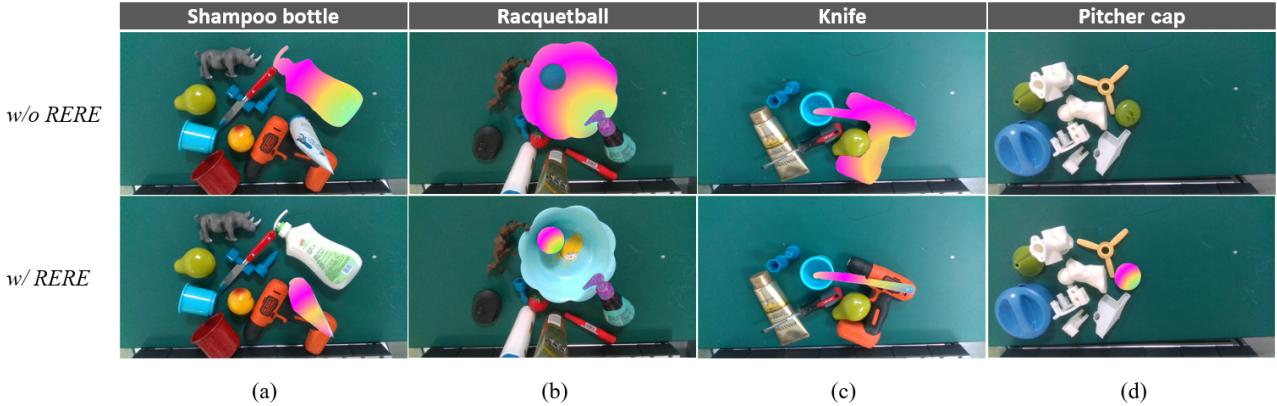 Shampoo bottle Racquetball Knife Pitcher cap
w/o RERE
w/ RERE
(a) (b) (c) (d)